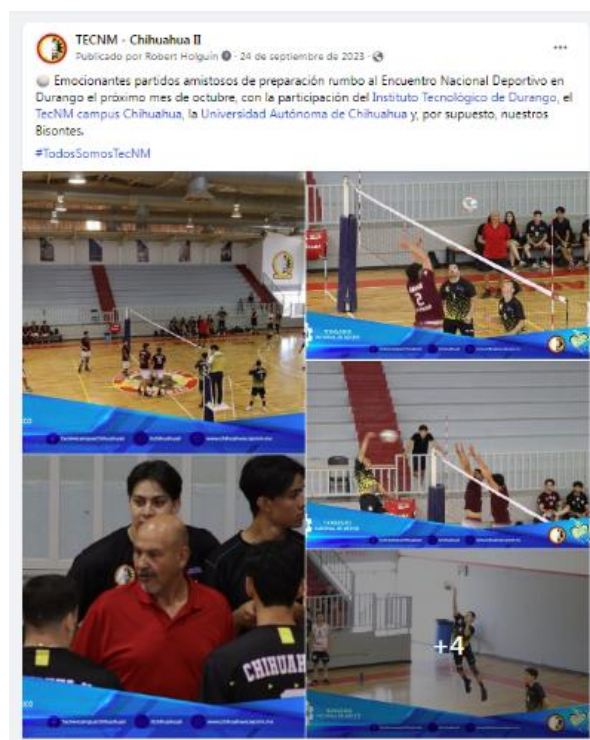 TECNM - Chihuahua II
Publicado por Robert Holguín · 24 de septiembre de 2023 ·
Emocionantes partidos amistosos de preparación rumbo al Encuentro Nacional Deportivo en
Durango el próximo mes de octubre, con la participación del Instituto Tecnológico de Durango, el
TecNM campus Chihuahua, la Universidad Autónoma de Chihuahua y, por supuesto, nuestros
Bisontes.
#TodosSomosTecNM
2
+4
CHIHUAH